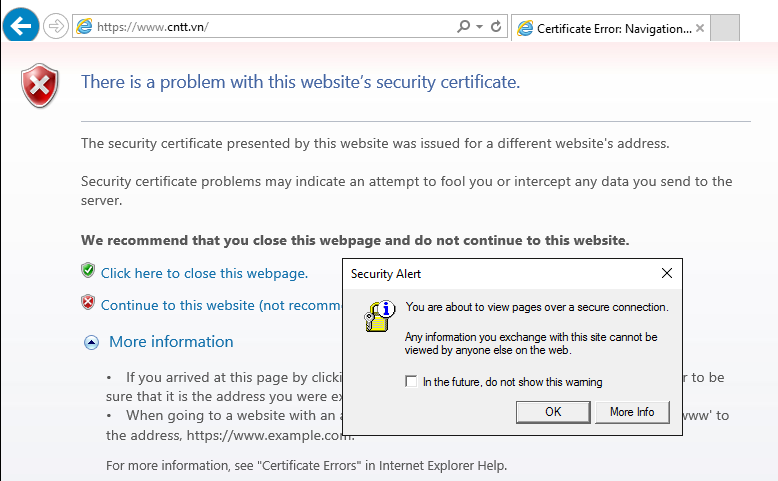 https://www.cntt.vn/
Certificate Error: Navigation...
There is a problem with this website's security certificate.
The security certificate presented by this website was issued for a different website's address.
Security certificate problems may indicate an attempt to fool you or intercept any data you send to the
server.
We recommend that you close this webpage and do not continue to this website.
Click here to close this webpage.
Continue to this website (not recomm
More information
• If you arrived at this page by clicki
r to be
sure that it is the address you were ex
• When going to a website with an a
www' to
the address, https://www.example.com.
For more information, see "Certificate Errors" in Internet Explorer Help.
Security Alert
You are about to view pages over a secure connection.
Any information you exchange with this site cannot be
viewed by anyone else on the web.
In the future, do not show this warning
OK
More Info